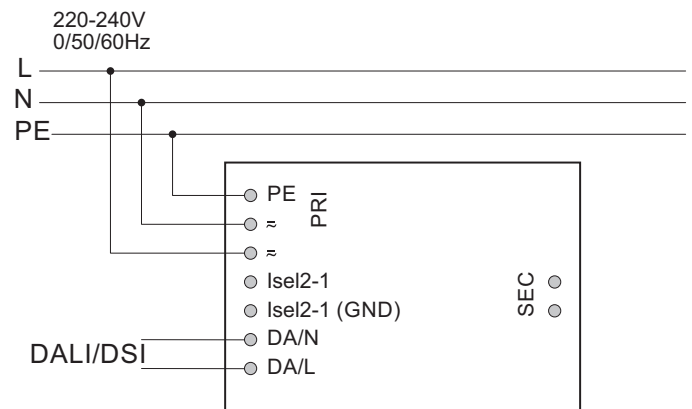 220-240V
0/50/60Hz
L
N
PE
PE
PRI
≂
≂
Isel2-1
SEC
Isel2-1 (GND)
DA/N
DALI/DSI
DA/L